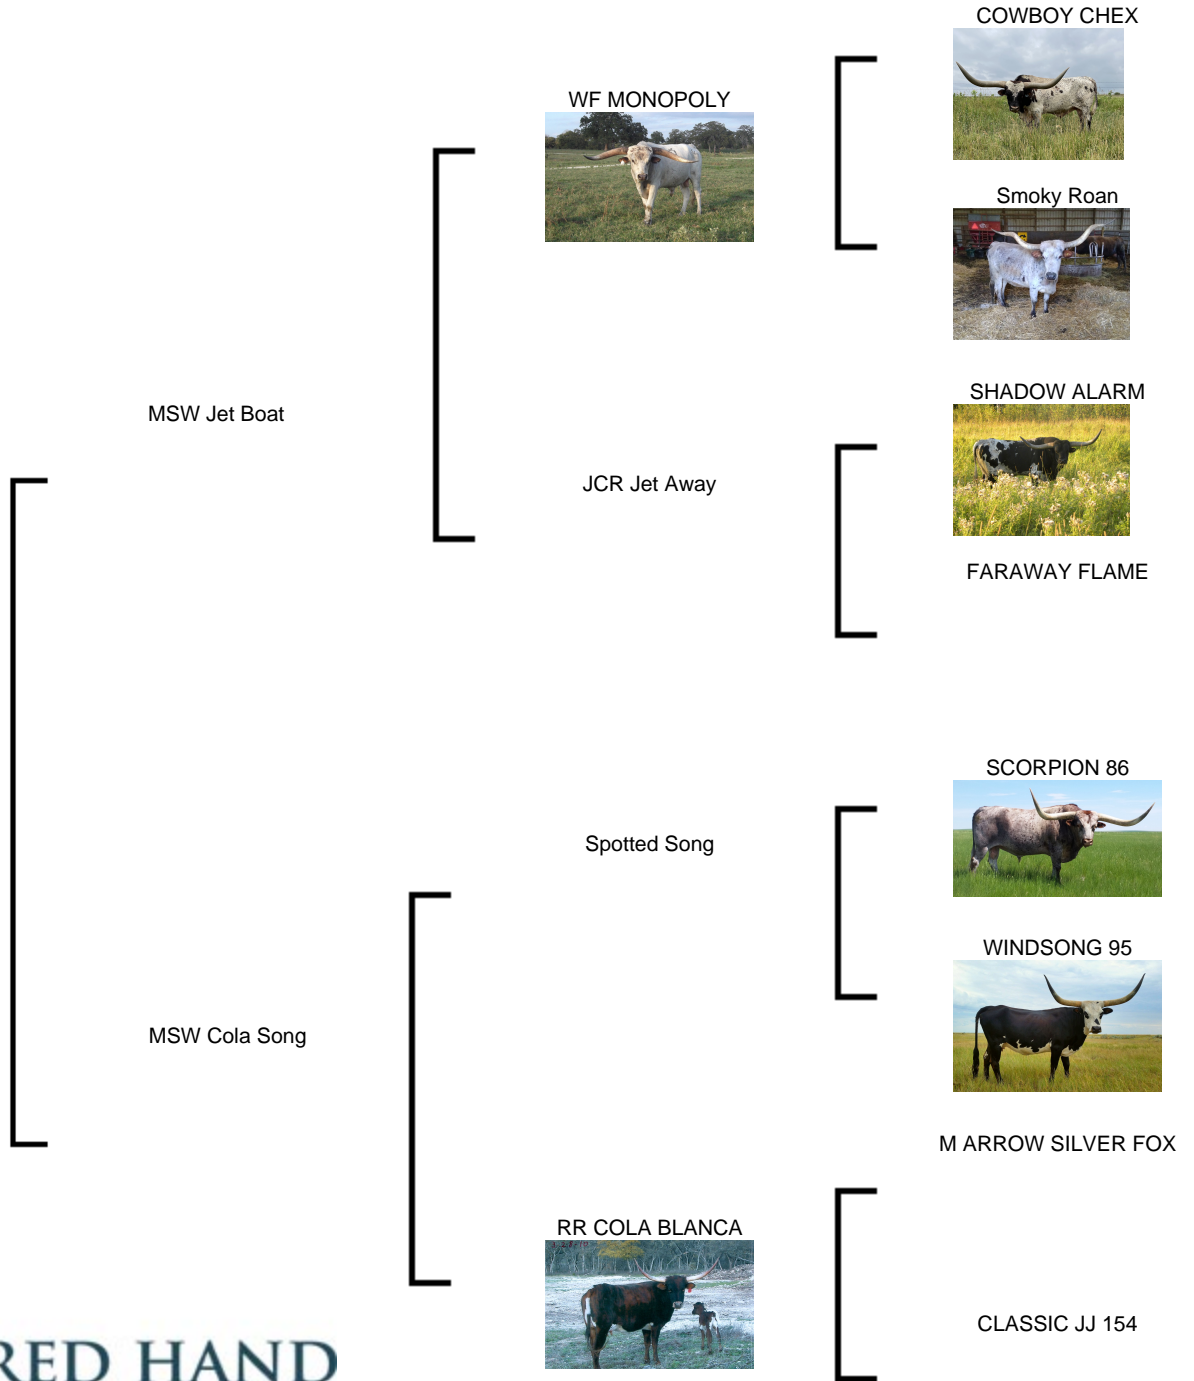 COWBOY CHEX
WF MONOPOLY
Smoky Roan
SHADOW ALARM
MSW Jet Boat
JCR Jet Away
FARAWAY FLAME
SCORPION 86
Spotted Song
WINDSONG 95
MSW Cola Song
M ARROW SILVER FOX
RR COLA BLANCA
CLASSIC JJ 154
RED HAND